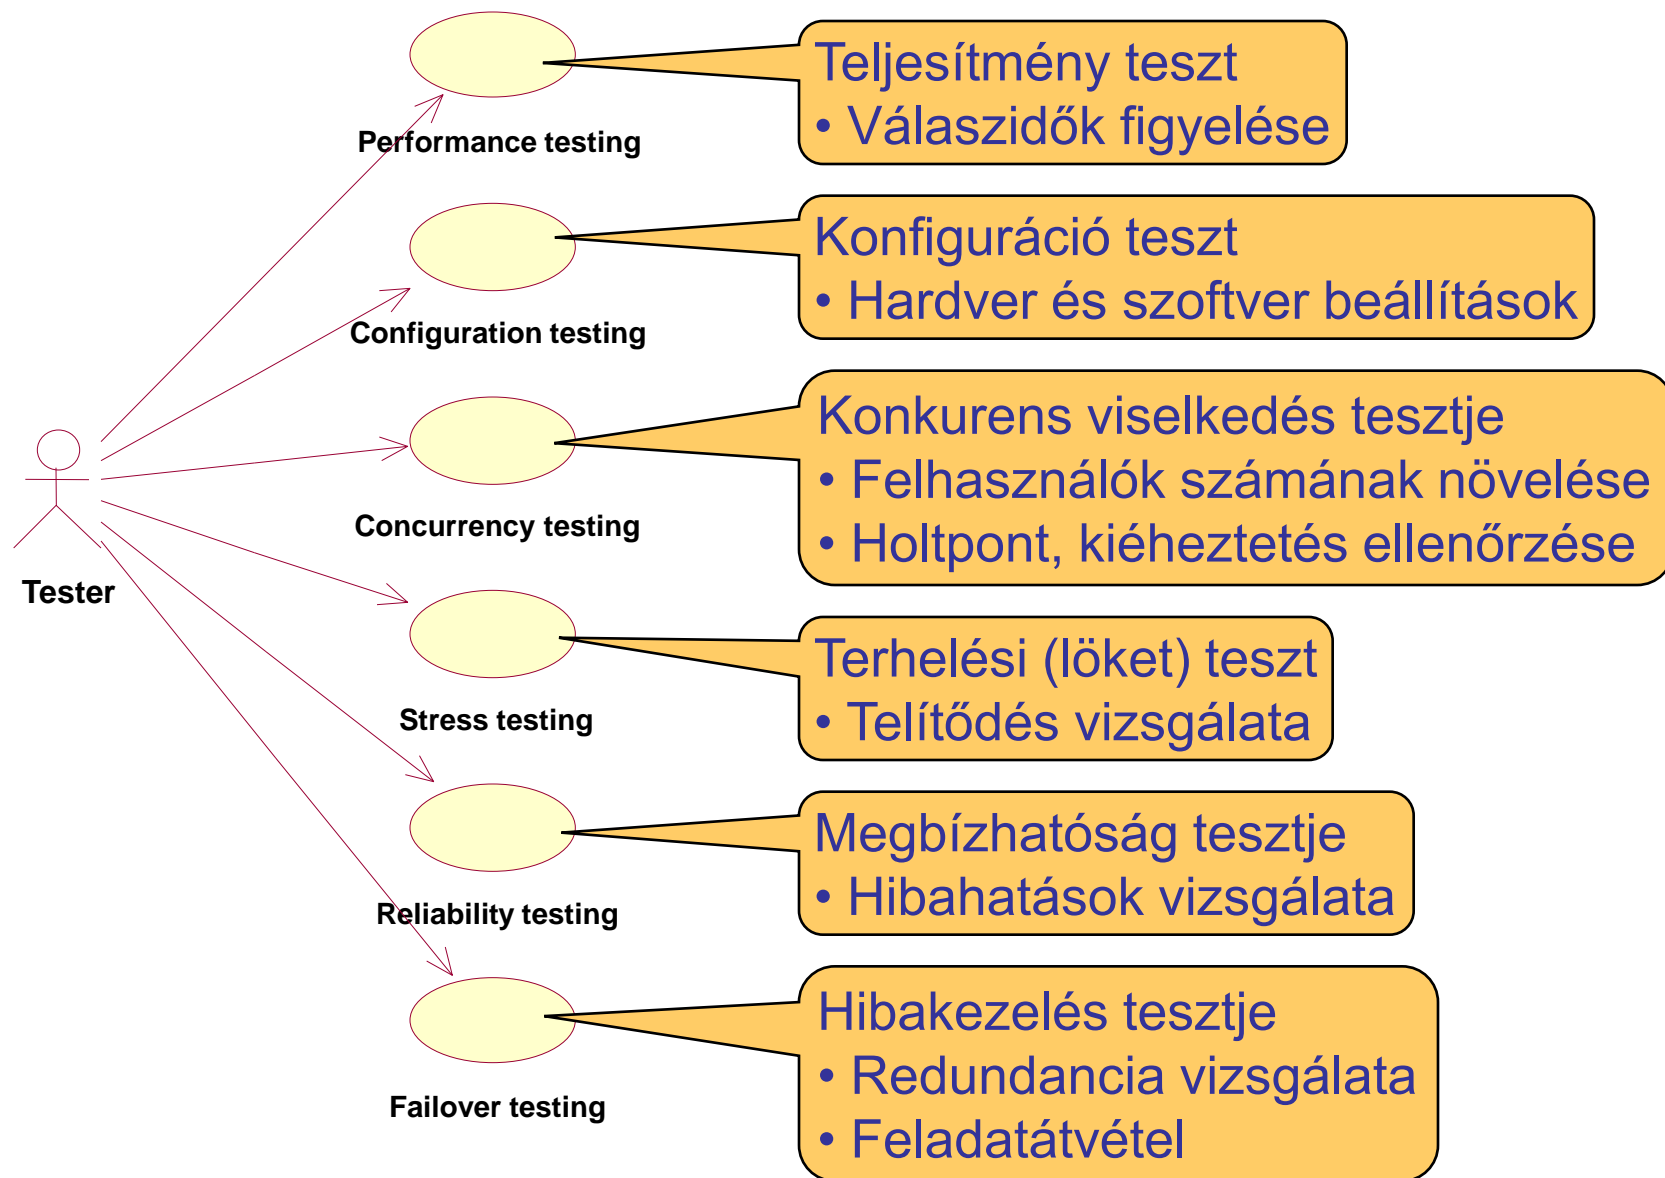 Teljesítmény teszt
• Válaszidők figyelése
Performance testing
Konfiguráció teszt
• Hardver és szoftver beállítások
Configuration testing
Konkurens viselkedés tesztje
• Felhasználók számának növelése
• Holtpont, kiéheztetés ellenőrzése
Concurrency testing
Tester
Terhelési (löket) teszt
• Telítődés vizsgálata
Stress testing
Megbízhatóság tesztje
• Hibahatások vizsgálata
Reliability testing
Hibakezelés tesztje
• Redundancia vizsgálata
• Feladatátvétel
Failover testing